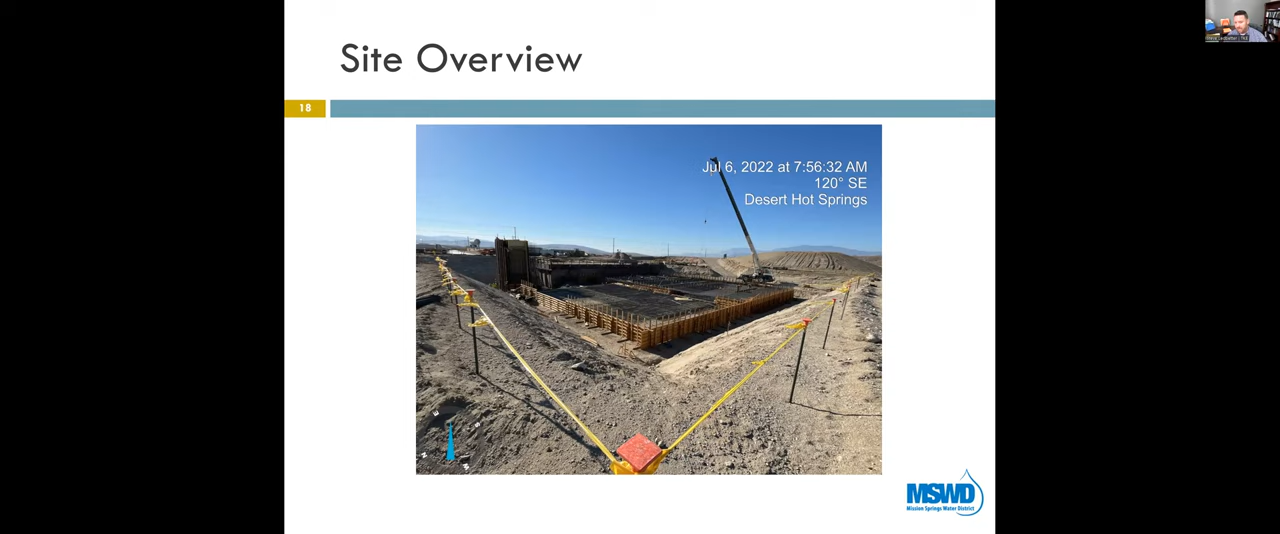 Site Overview
18
Jul 6, 2022 at 7:56:32 AM
120° SE
Desert Hot Springs
MSWD
Mission Springs Water District